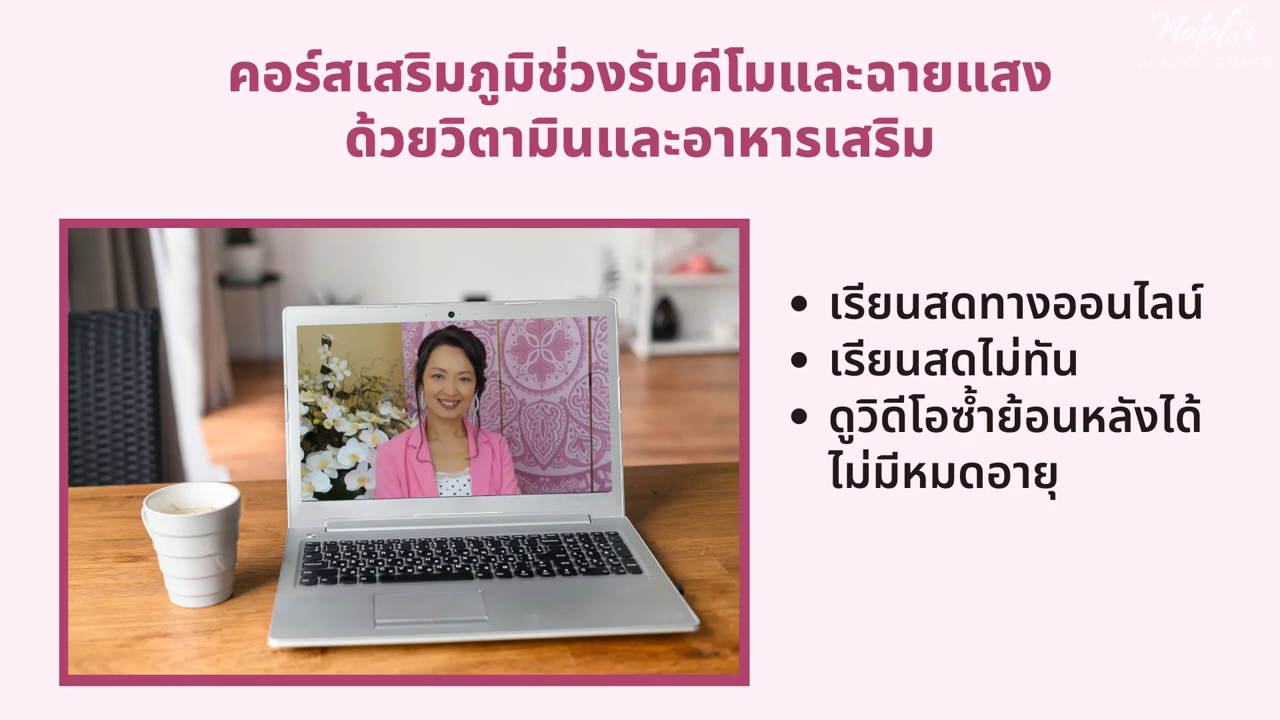 Natalie
HEALTH COACH
คอร์สเสริมภูมิช่วงรับคีโมและฉายแสง
ด้วยวิตามินและอาหารเสริม
• เรียนสดทางออนไลน์
• เรียนสดไม่ทัน
• ดูวิดีโอซ้ำย้อนหลังได้
ไม่มีหมดอายุ